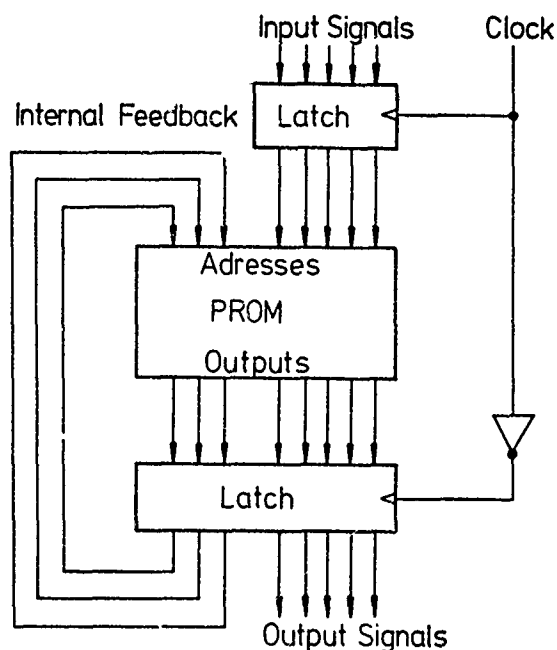 Input Signals
Clock
Internal Feedback
Latch
Adresses
PROM
Outputs
Latch
Output Signals